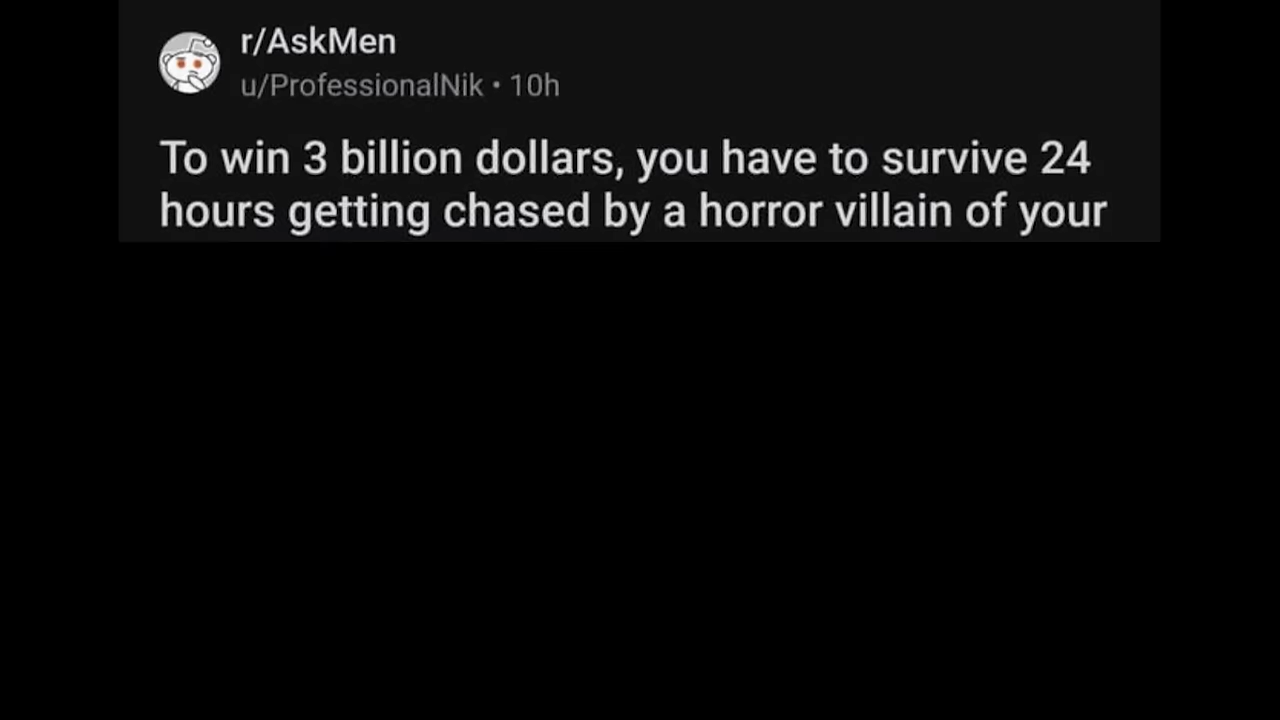 r/AskMen
u/ProfessionalNik • 10h
To win 3 billion dollars, you have to survive 24
hours getting chased by a horror villain of your